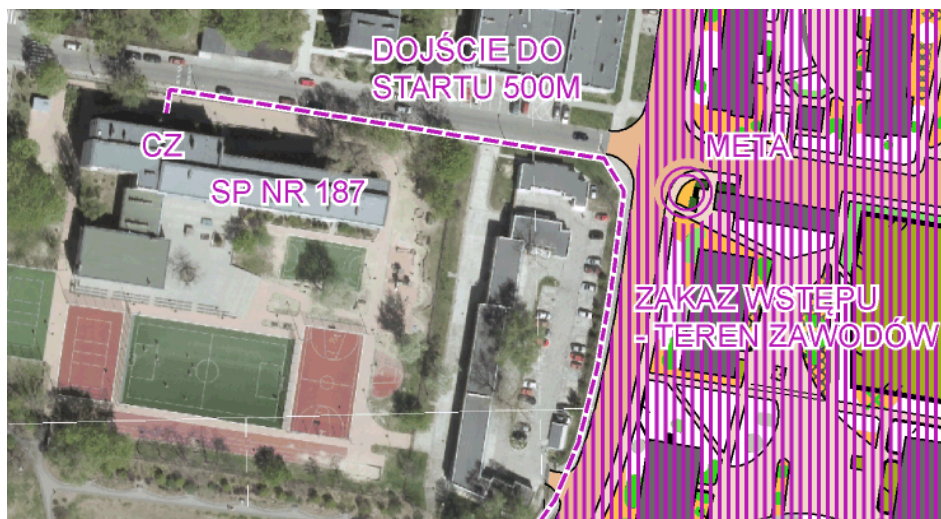 DOJŚCIE DO
STARTU 500M
CZ
META
SP NR 187
ZAKAZ WSTĘPU
- TEREN ZAWODÓW